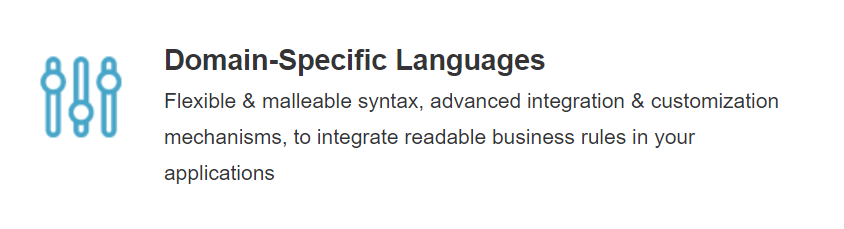 Domain-Specific Languages
Flexible & malleable syntax, advanced integration & customization
mechanisms, to integrate readable business rules in your
applications